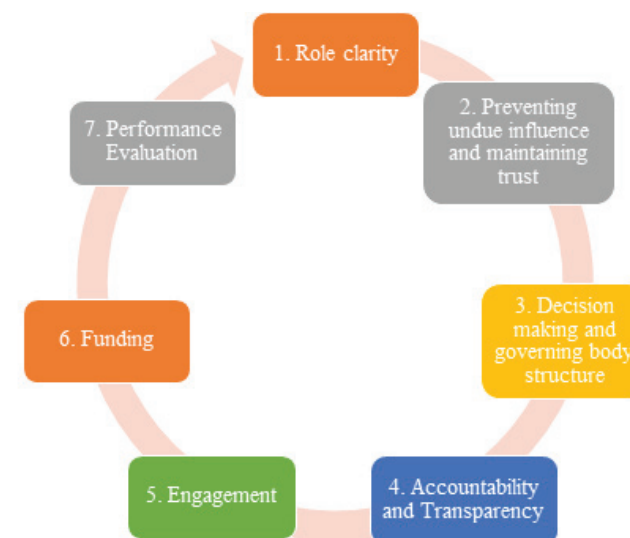 1. Role clarity
2. Preventing
undue influence
and maintaining
trust
3. Decision
making and
governing body
structure
4. Accountability
and Transparency
5. Engagement
6. Funding
7. Performance
Evaluation